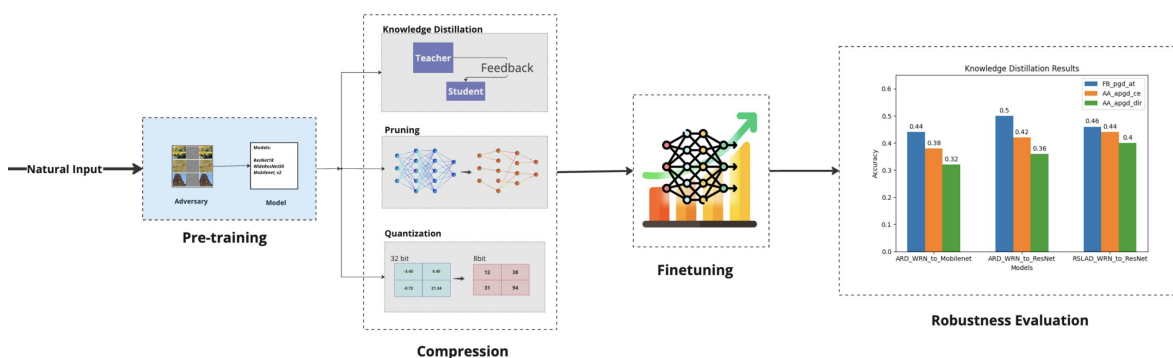 Natural Input
Adversary
Models:
ResNet18
WideResNet50
Mobilenet_v2
Model
Pre-training
Knowledge Distillation
Teacher
Feedback
Student
Pruning
Quantization
32 bit
8bit
-3.45 0.45
-0.72 21.34
12 38
31 94
Compression
Finetuning
Knowledge Distillation Results
FB_pgd_at
AA_apgd_ce
AA_apgd_dlr
Accuracy
0.6
0.5
0.4
0.3
0.2
0.1
0.0
0.44
0.38
0.32
0.5
0.42
0.36
0.46
0.44
0.4
ARD_WRN_to_Mobilenet
ARD_WRN_to_ResNet
RSLAD_WRN_to_ResNet
Models
Robustness Evaluation